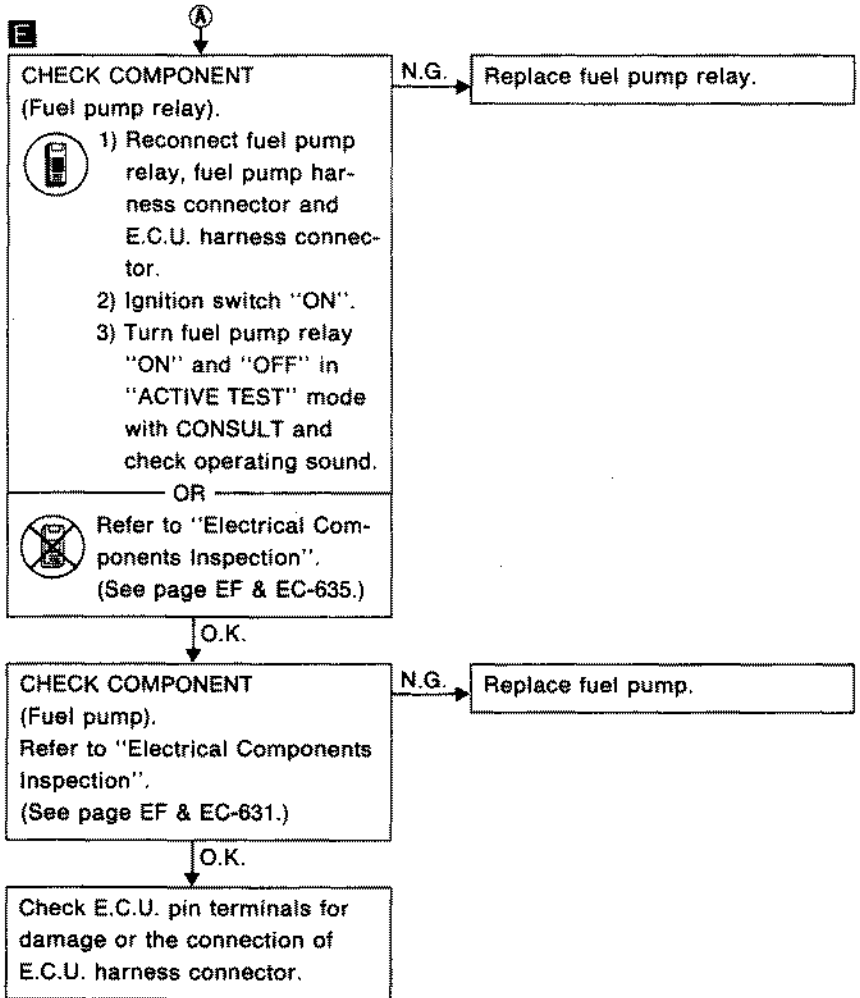 A
E
CHECK COMPONENT
(Fuel pump relay).
1) Reconnect fuel pump
relay, fuel pump har-
ness connector and
E.C.U. harness connec-
tor.
2) Ignition switch "ON".
3) Turn fuel pump relay
"ON" and "OFF" in
"ACTIVE TEST" mode
with CONSULT and
check operating sound.
OR
Refer to "Electrical Com-
ponents Inspection".
(See page EF & EC-635.)
N.G.
Replace fuel pump relay.
O.K.
CHECK COMPONENT
(Fuel pump).
Refer to "Electrical Components
Inspection".
(See page EF & EC-631.)
N.G.
Replace fuel pump.
O.K.
Check E.C.U. pin terminals for
damage or the connection of
E.C.U. harness connector.